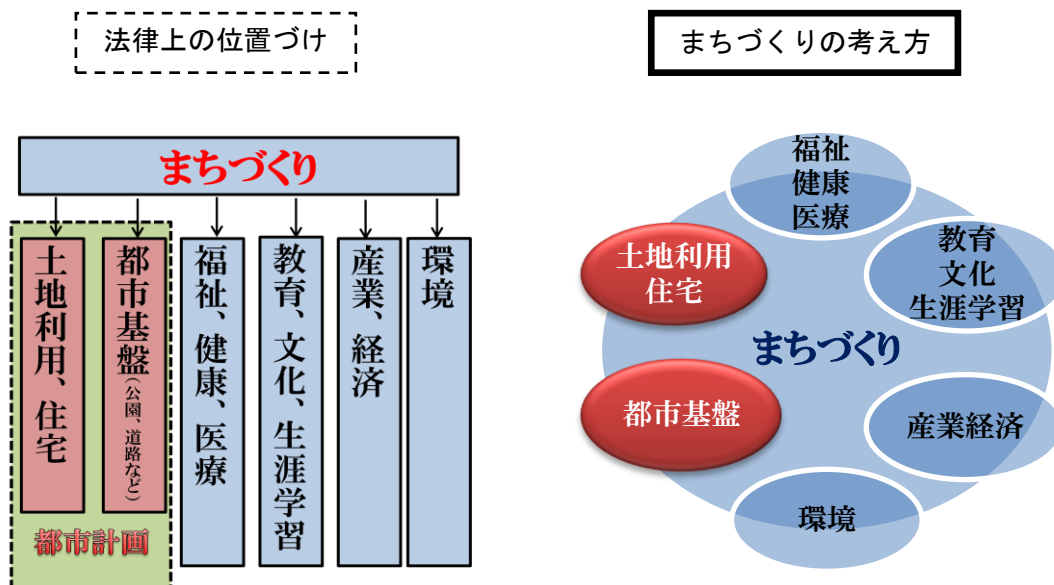 法律上の位置づけ
まちづくり
土地利用、住宅
都市基盤(公園、道路など)
福祉、健康、医療
教育、文化、生涯学習
産業、経済
環境
都市計画
まちづくりの考え方
福祉
健康
医療
土地利用
住宅
教育
文化
生涯学習
まちづくり
都市基盤
産業経済
環境